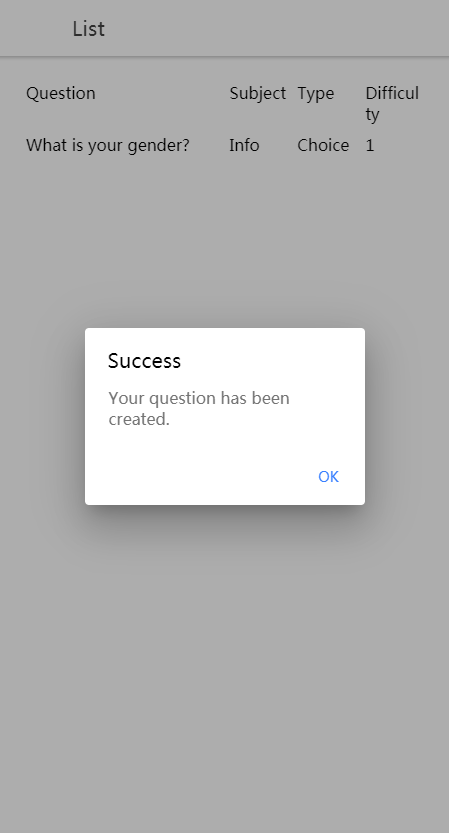 List
Question Subject Type Difficul
ty
What is your gender? Info Choice 1
Success
Your question has been
created.
OK